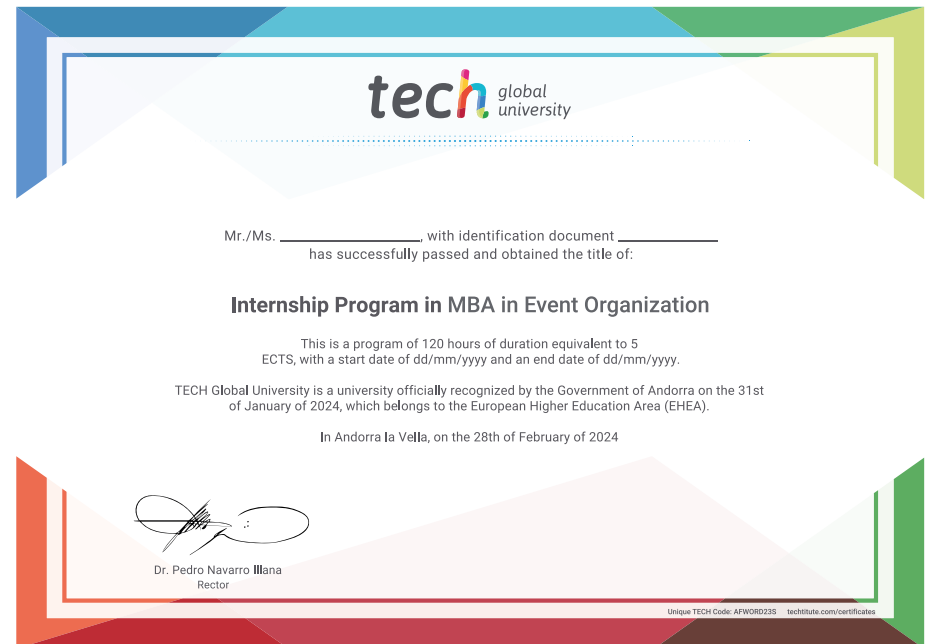 tech global
university
Mr./Ms. ____________, with identification document ____________
has successfully passed and obtained the title of:
Internship Program in MBA in Event Organization
This is a program of 120 hours of duration equivalent to 5
ECTS, with a start date of dd/mm/yyyy and an end date of dd/mm/yyyy.
TECH Global University is a university officially recognized by the Government of Andorra on the 31st
of January of 2024, which belongs to the European Higher Education Area (EHEA).
In Andorra la Vella, on the 28th of February of 2024
Dr. Pedro Navarro Illana
Rector
Unique TECH Code: AFWORD23S techtitute.com/certificates